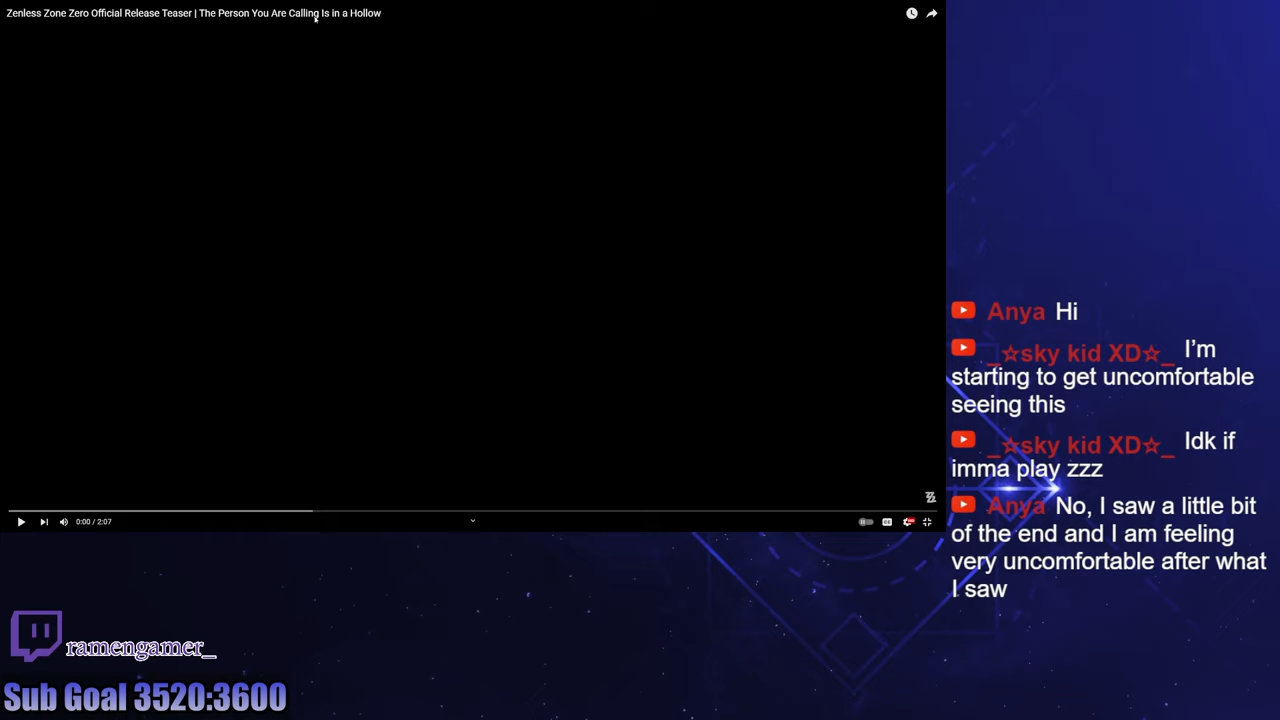 Zenless Zone Zero Official Release Teaser | The Person You Are Calling Is in a Hollow
0:00 / 2:07
Anya Hi
_☆sky kid XD☆_ I’m
starting to get uncomfortable
seeing this
_☆sky kid XD☆_ Idk if
imma play zzz
Anya No, I saw a little bit
of the end and I am feeling
very uncomfortable after what
I saw
ramengamer_
Sub Goal 3520:3600